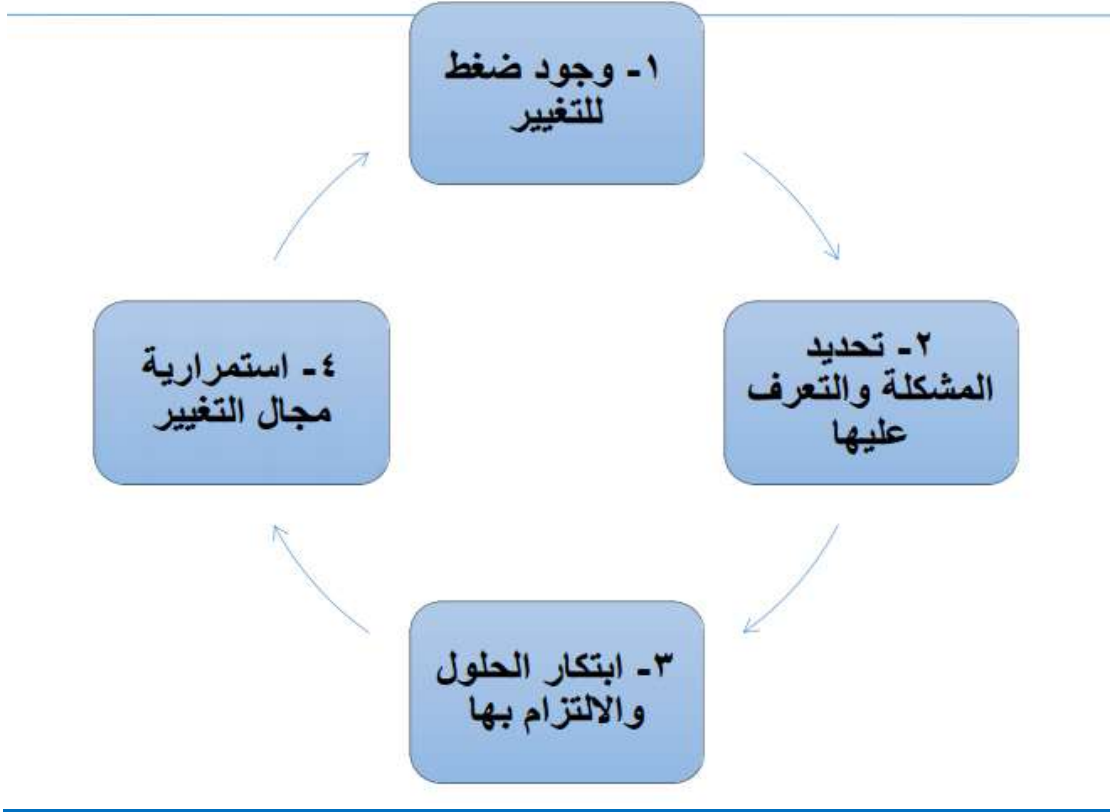 ١- وجود ضغط
للتغيير
٢- تحديد
المشكلة والتعرف
عليها
٣- ابتكار الحلول
والالتزام بها
٤- استمرارية
مجال التغيير